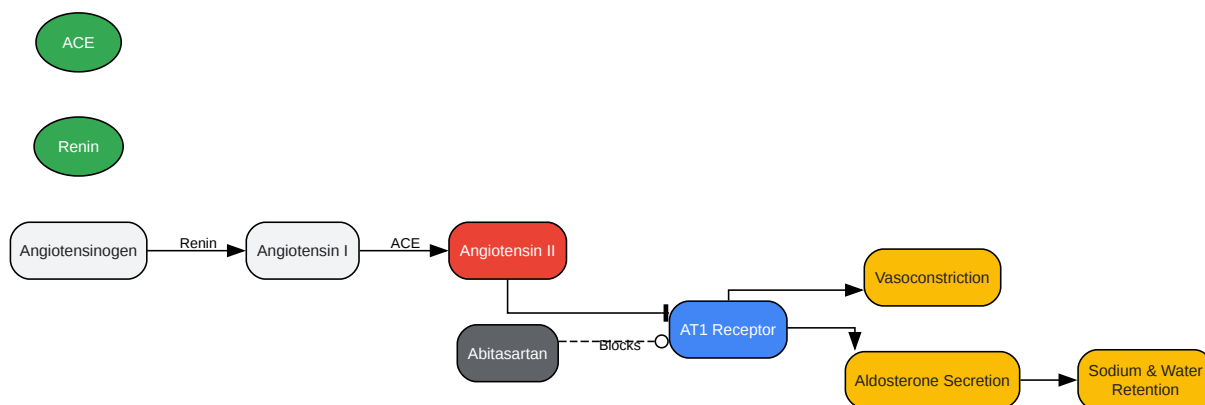 ACE
Renin
Angiotensinogen
Renin
Angiotensin I
ACE
Angiotensin II
Vasoconstriction
AT1 Receptor
Abitasartan
Blocks
Aldosterone Secretion
Sodium & Water
Retention